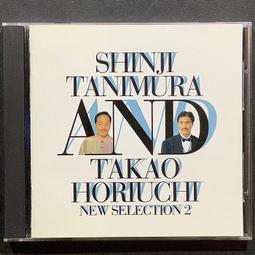 SHINJI
TANIMURA
AND
TAKAO
HORIUCHI
NEW SELECTION 2